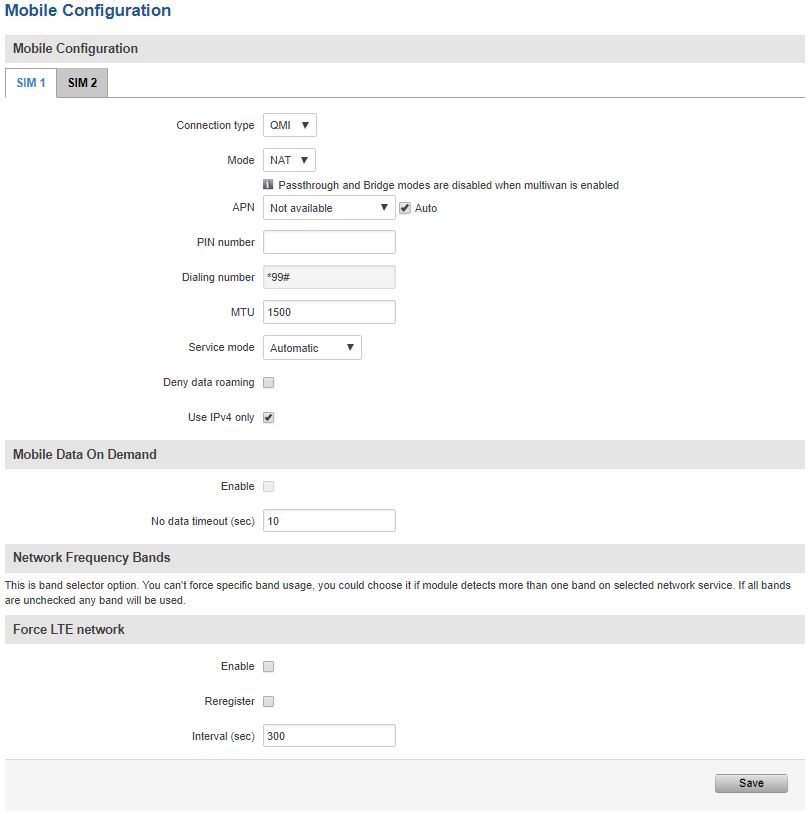 Mobile Configuration
Mobile Configuration
SIM 1 SIM 2
Connection type QMI
Mode NAT
Passthrough and Bridge modes are disabled when multiwan is enabled
APN Not available Auto
PIN number
Dialing number *99#
MTU 1500
Service mode Automatic
Deny data roaming
Use IPv4 only
Mobile Data On Demand
Enable
No data timeout (sec) 10
Network Frequency Bands
This is band selector option. You can't force specific band usage, you could choose it if module detects more than one band on selected network service. If all bands
are unchecked any band will be used.
Force LTE network
Enable
Reregister
Interval (sec) 300
Save